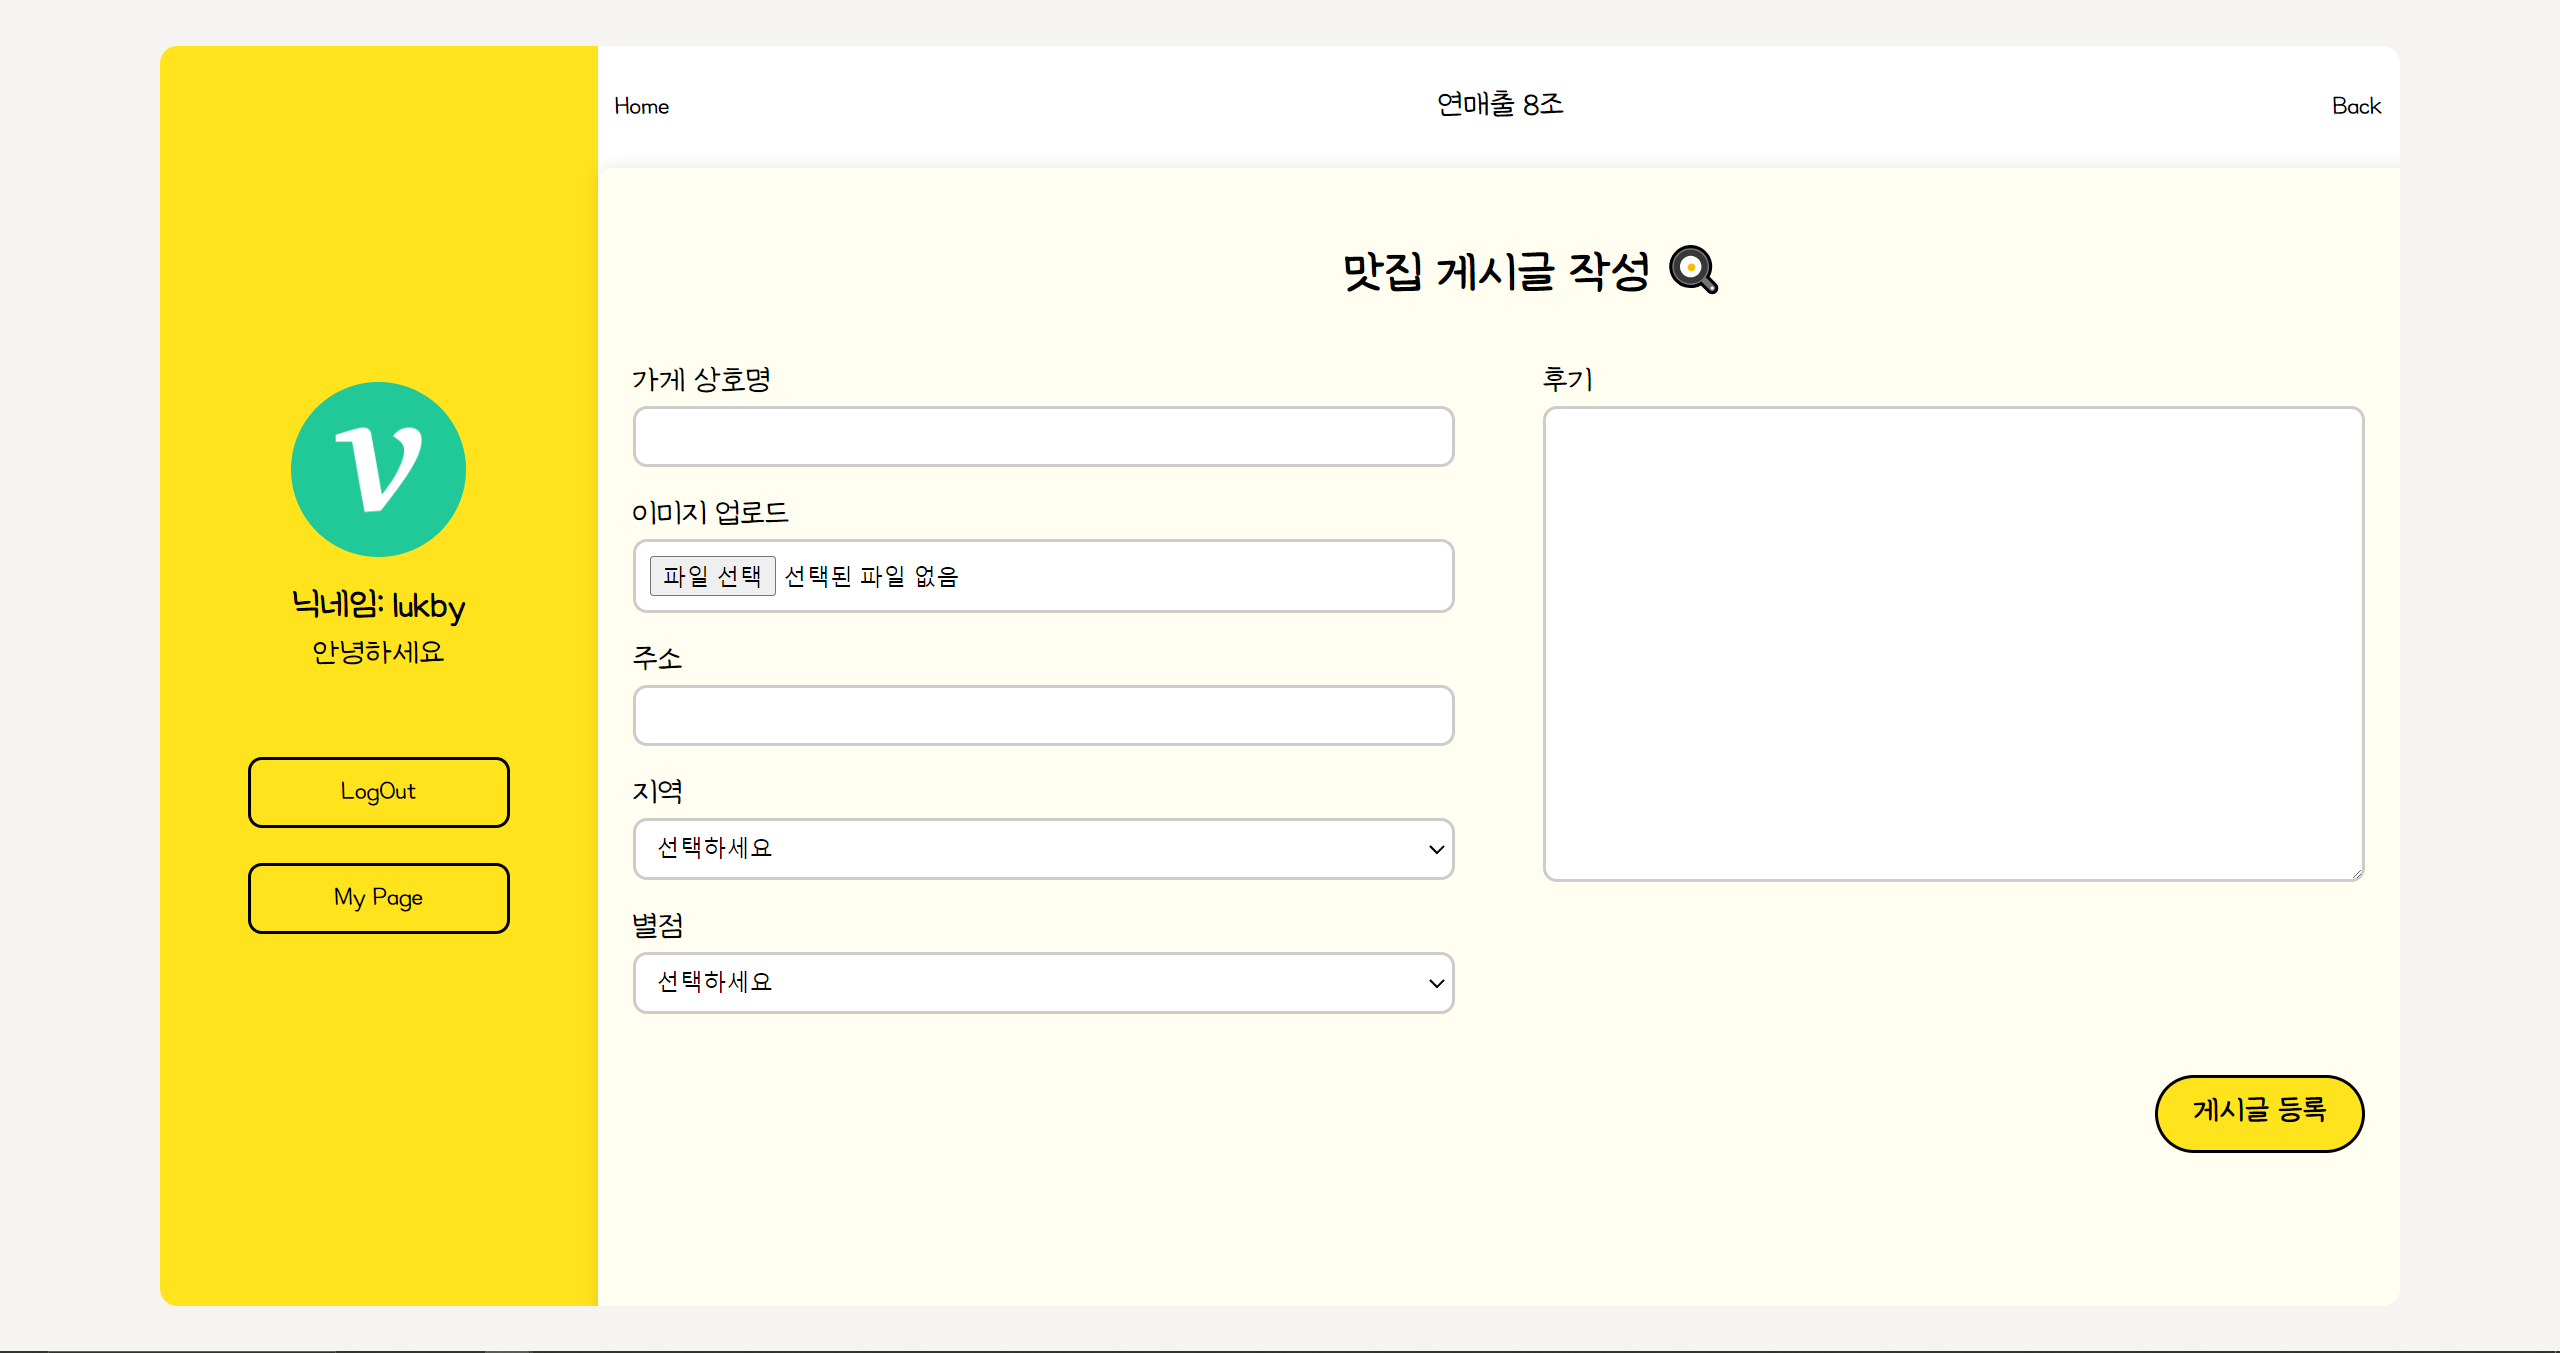 Home
연매출 8조
Back
v
닉네임: lukby
안녕하세요
LogOut
My Page
맛집 게시글 작성
가게 상호명
이미지 업로드
파일 선택 선택된 파일 없음
주소
지역
선택하세요
별점
선택하세요
후기
게시글 등록